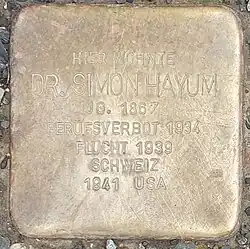 HIER WOHNTE
DR. SIMON HAYUM
JG. 1867
BERUFSVERBOT 1934
FLUCHT 1939
SCHWEIZ
1941 USA